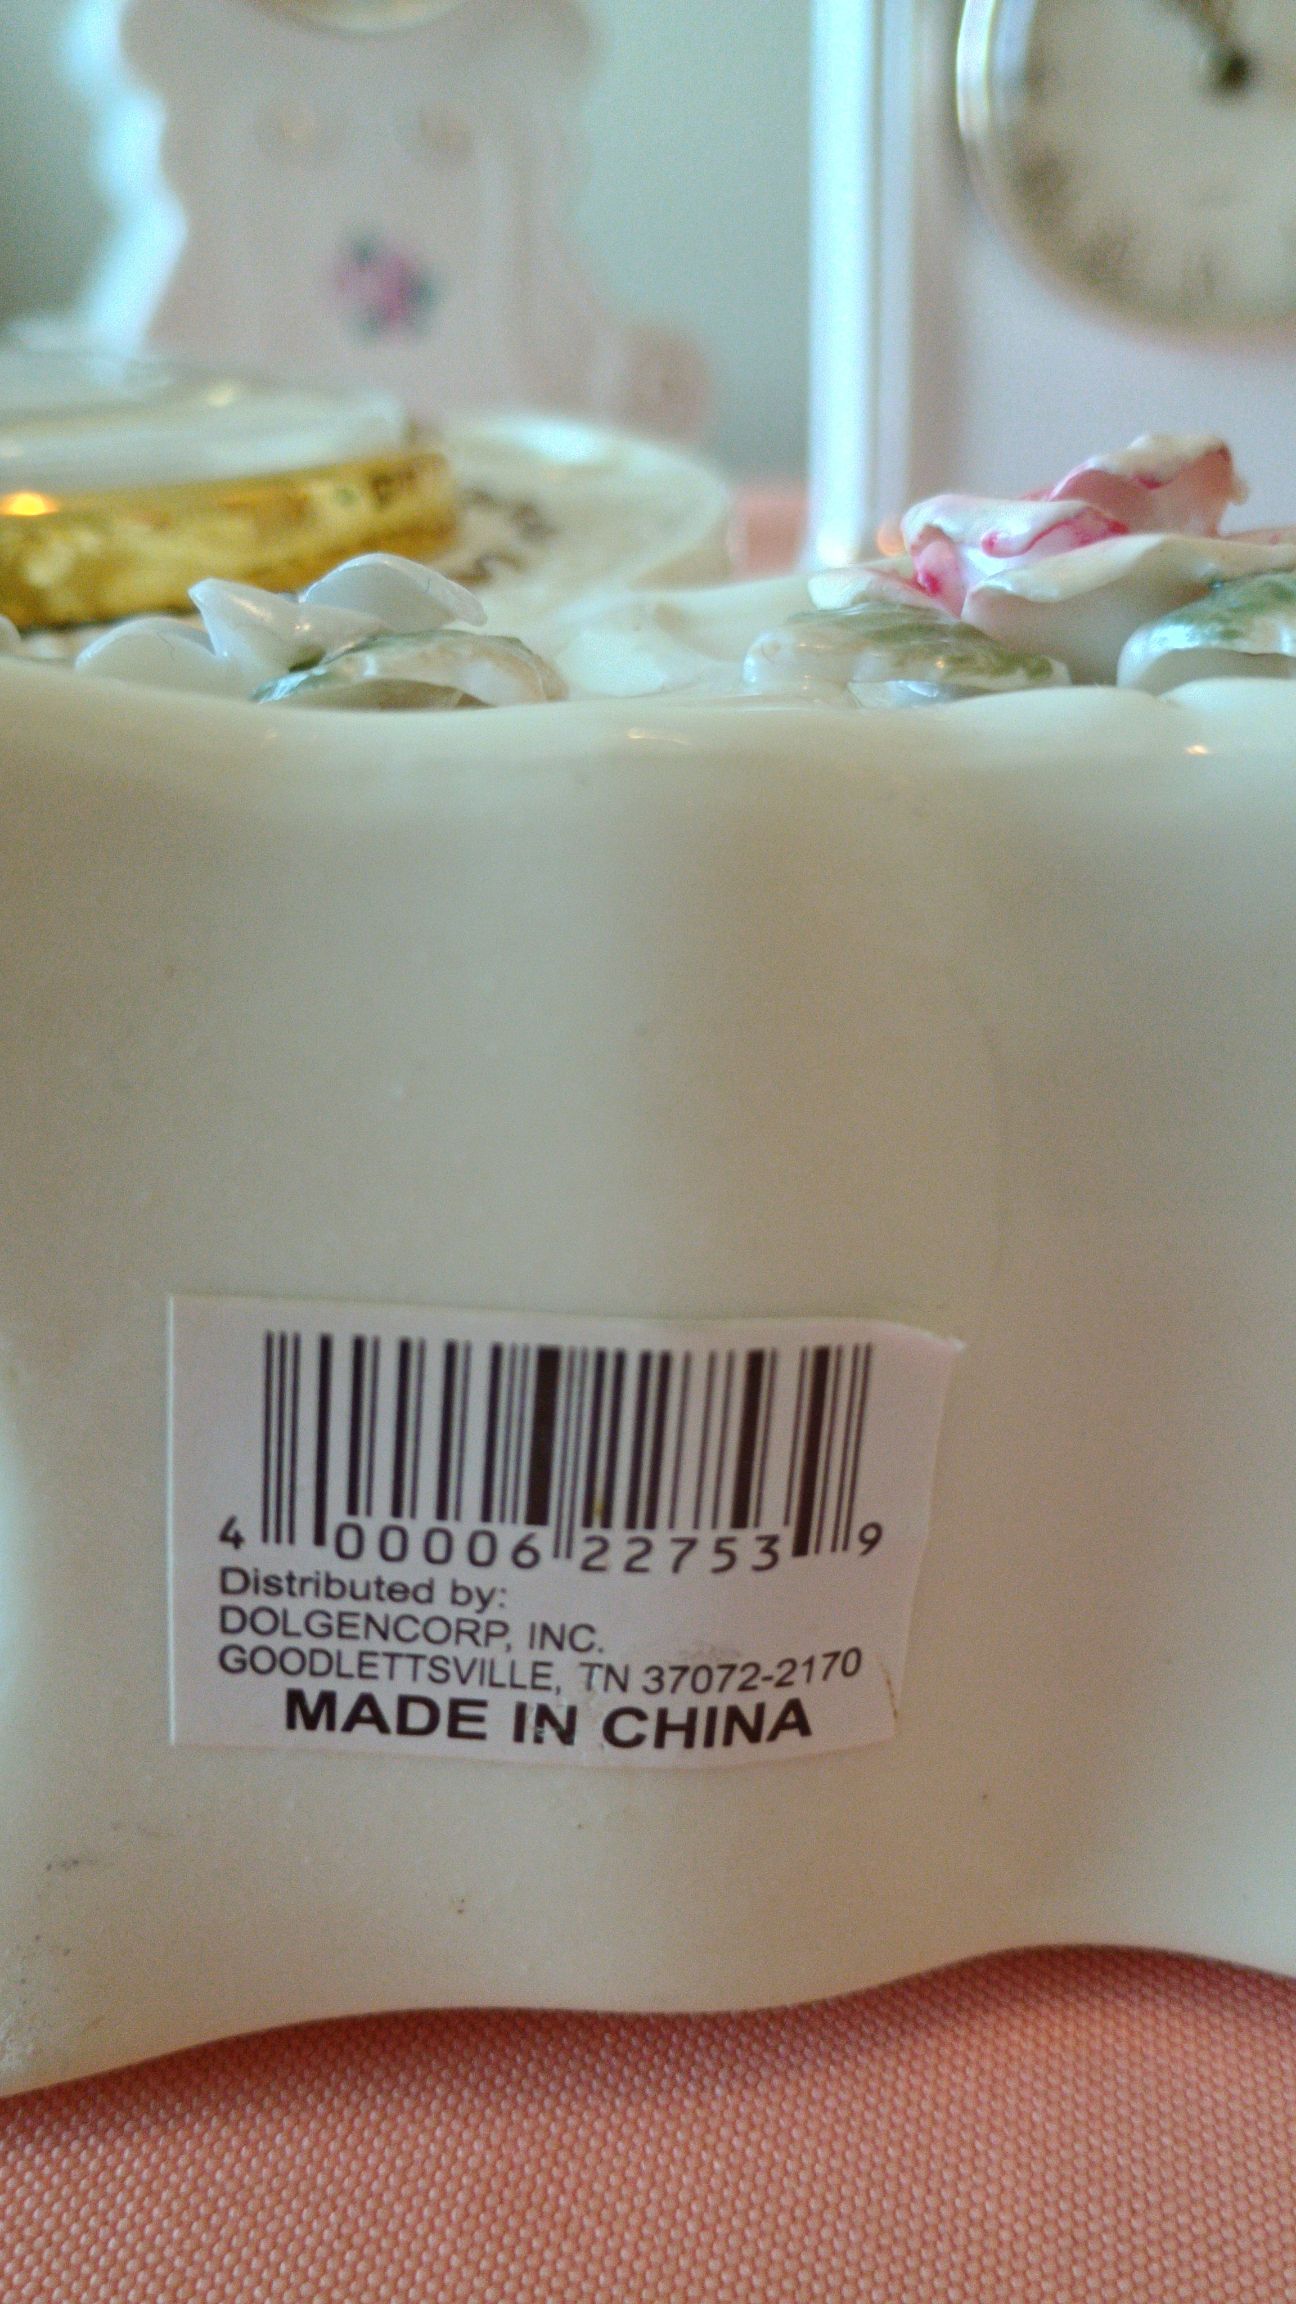 4 00006 22753 9
Distributed by:
DOLGENCORP, INC.
GOODLETTSVILLE, TN 37072-2170
MADE IN CHINA